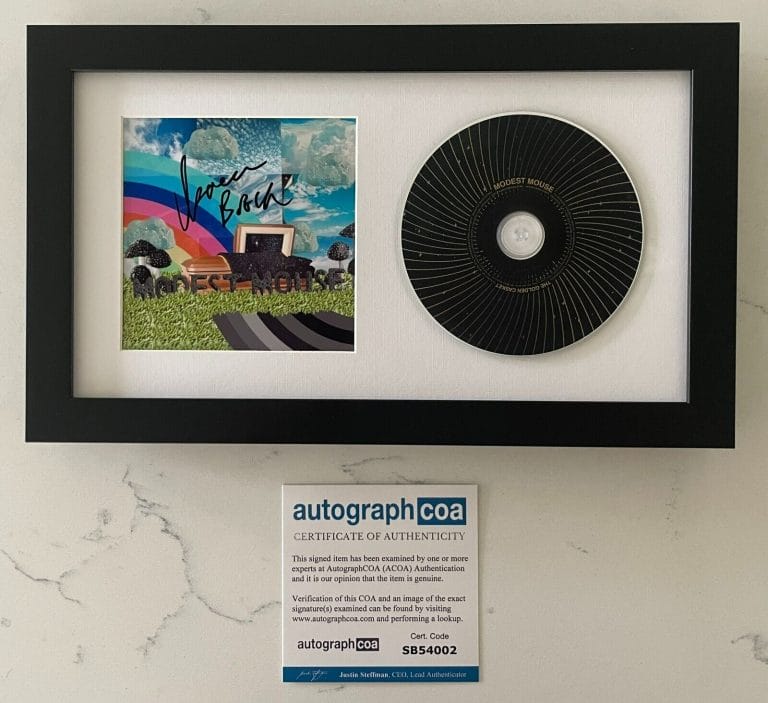 Isaac
BROCK
MODEST MOUSE
MODEST MOUSE
THE GOLDEN CASKET
autographcoa
CERTIFICATE OF AUTHENTICITY
This signed item has been examined by one or more
experts at AutographCOA (ACOA) Authentication
and it is our opinion that the item is genuine.
Verification of this COA and an image of the exact
signature(s) examined can be found by visiting
www.autographcoa.com and performing a lookup.
autographcoa
Cert. Code
SB54002
Justin Steffman, CEO, Lead Authenticator